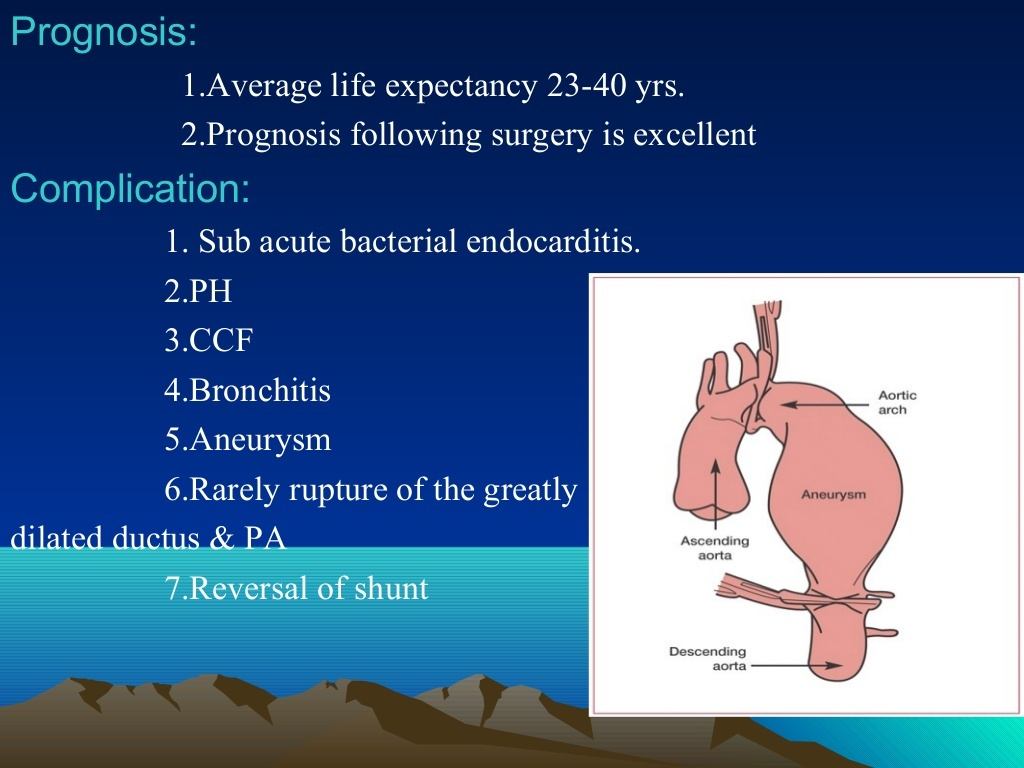 Prognosis:
1.Average life expectancy 23-40 yrs.
2.Prognosis following surgery is excellent
Complication:
1. Sub acute bacterial endocarditis.
2.PH
3.CCF
4.Bronchitis
5.Aneurysm
6.Rarely rupture of the greatly
dilated ductus & PA
7.Reversal of shunt
Aortic
arch
Aneurysm
Ascending
aorta
Descending
aorta